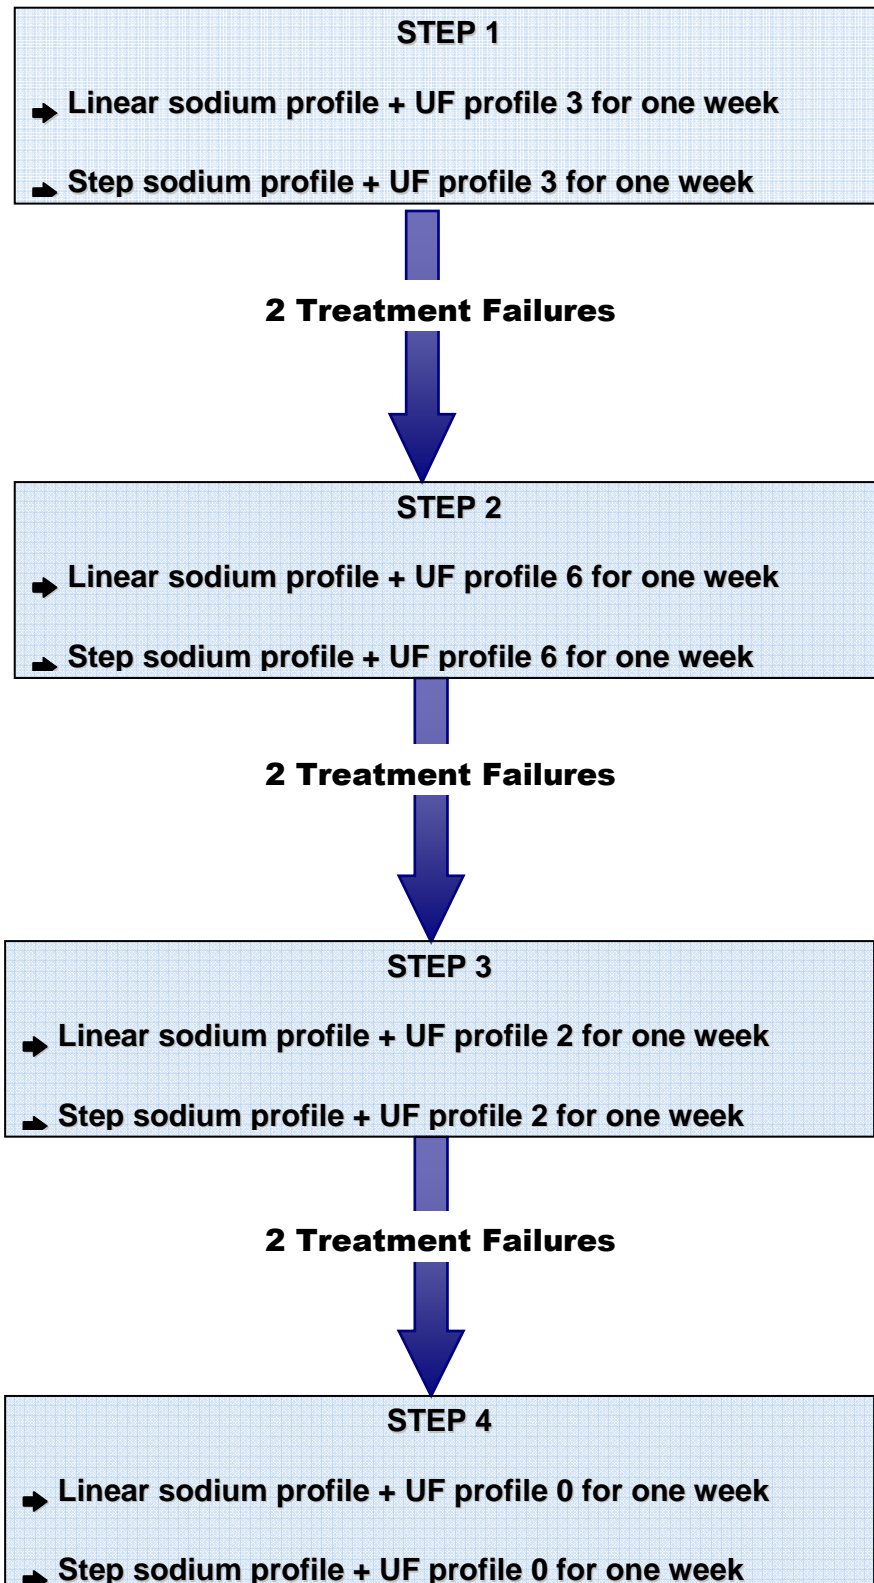 STEP 1
Linear sodium profile + UF profile 3 for one week
Step sodium profile + UF profile 3 for one week
2 Treatment Failures
STEP 2
Linear sodium profile + UF profile 6 for one week
Step sodium profile + UF profile 6 for one week
2 Treatment Failures
STEP 3
Linear sodium profile + UF profile 2 for one week
Step sodium profile + UF profile 2 for one week
2 Treatment Failures
STEP 4
Linear sodium profile + UF profile 0 for one week
Step sodium profile + UF profile 0 for one week